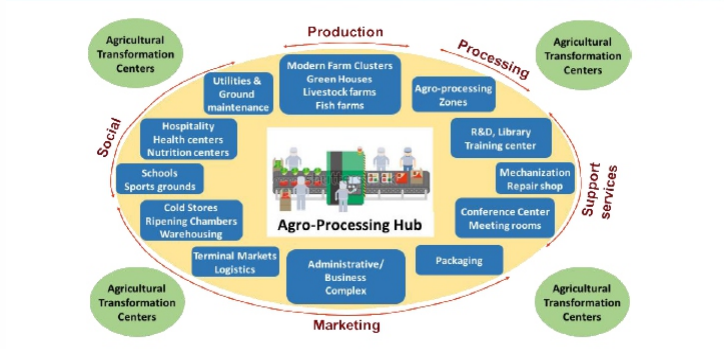 Production
Agricultural
Transformation
Centers
Processing
Agricultural
Transformation
Centers
Modern Farm Clusters
Green Houses
Livestock farms
Fish farms
Utilities &
Ground
maintenance
Agro-processing
Zones
Social
Hospitality
Health centers
Nutrition centers
R&D, Library
Training center
Schools
Sports grounds
Mechanization
Repair shop
Support
services
Agro-Processing Hub
Cold Stores
Ripening Chambers
Warehousing
Conference Center
Meeting rooms
Terminal Markets
Logistics
Administrative/
Business
Complex
Packaging
Agricultural
Transformation
Centers
Agricultural
Transformation
Centers
Marketing